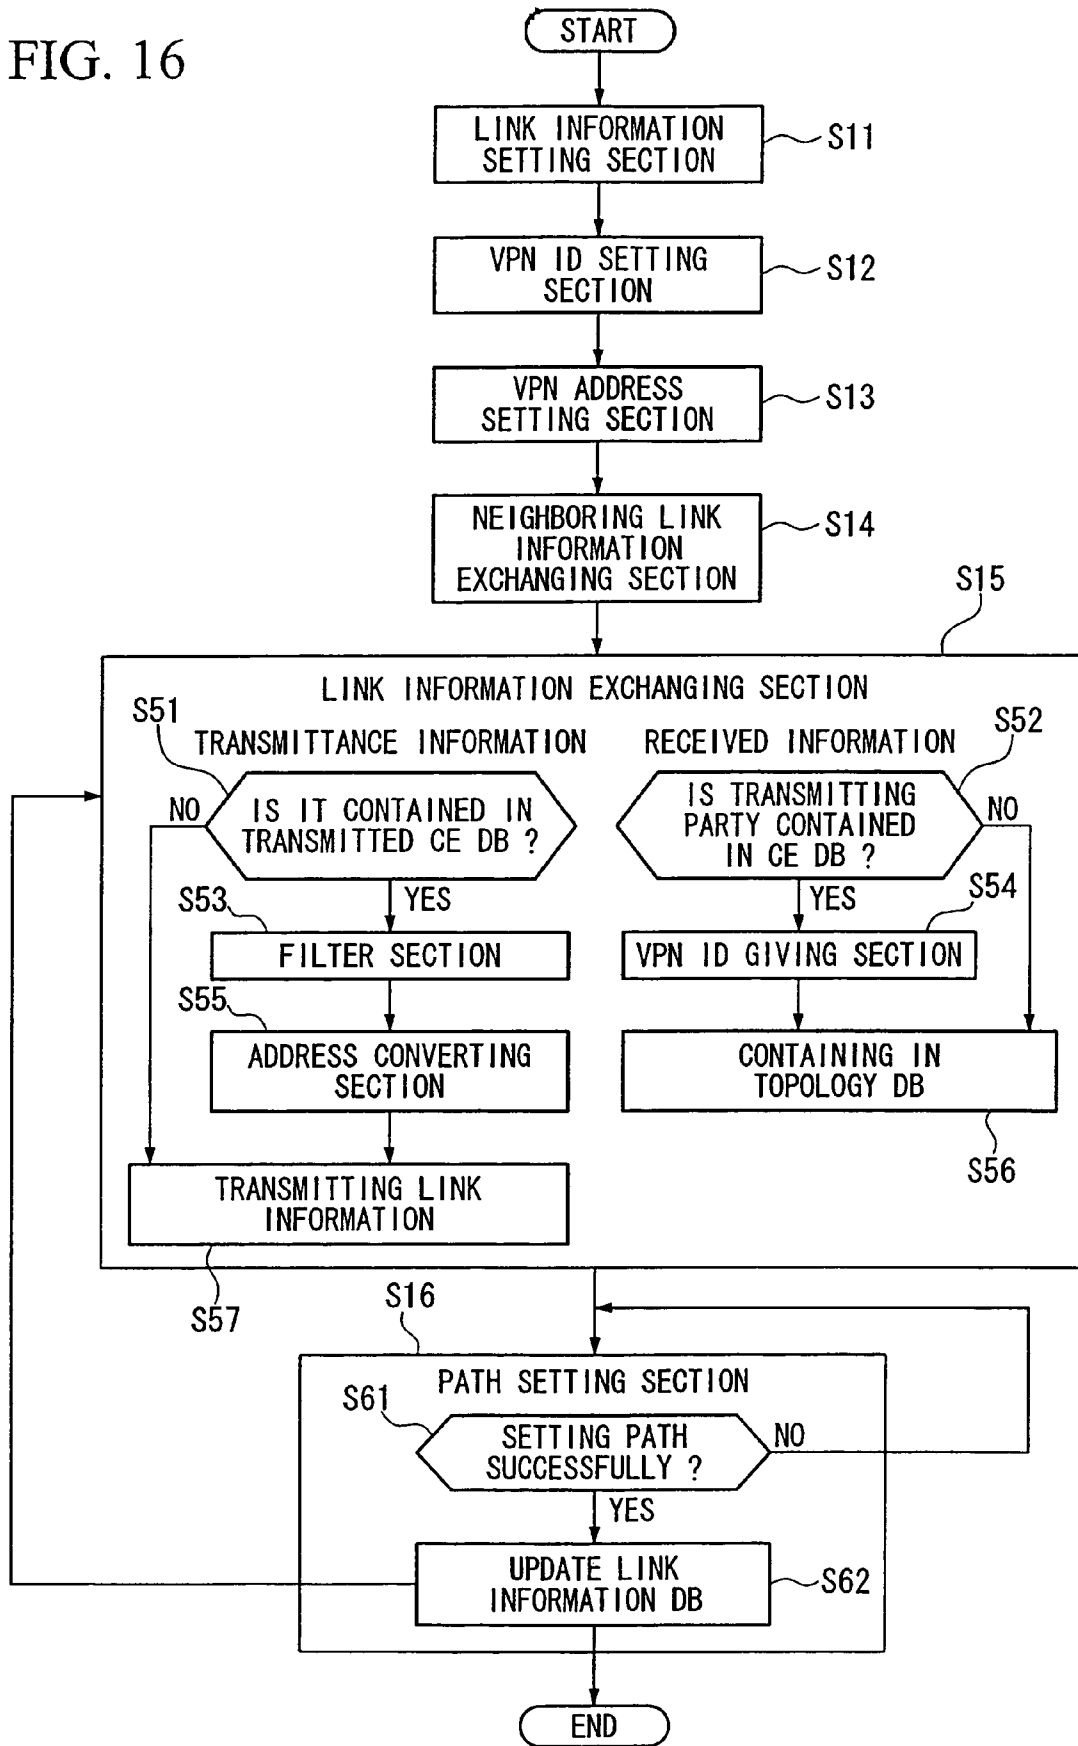 FIG. 16
START
LINK INFORMATION
SETTING SECTION
S11
VPN ID SETTING
SECTION
S12
VPN ADDRESS
SETTING SECTION
S13
NEIGHBORING LINK
INFORMATION
EXCHANGING SECTION
S14
S15
LINK INFORMATION EXCHANGING SECTION
S51
TRANSMITTANCE INFORMATION
RECEIVED INFORMATION
S52
NO
IS IT CONTAINED IN
TRANSMITTED CE DB ?
IS TRANSMITTING
PARTY CONTAINED
IN CE DB ?
NO
YES
YES
S53
FILTER SECTION
S54
VPN ID GIVING SECTION
S55
ADDRESS CONVERTING
SECTION
CONTAINING IN
TOPOLOGY DB
S56
TRANSMITTING LINK
INFORMATION
S57
S16
PATH SETTING SECTION
S61
SETTING PATH
SUCCESSFULLY ?
NO
YES
UPDATE LINK
INFORMATION DB
S62
END